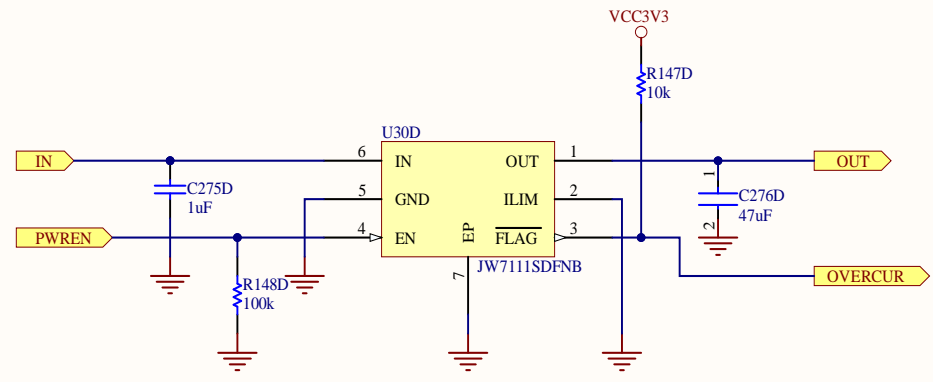 VCC3V3
R147D
10k
U30D
IN
6
IN
OUT
1
OUT
C275D
1uF
5
GND
ILIM
2
1
C276D
47uF
2
PWREN
4
EN
EP
FLAG
3
7
JW7111SDFNB
OVERCUR
R148D
100k